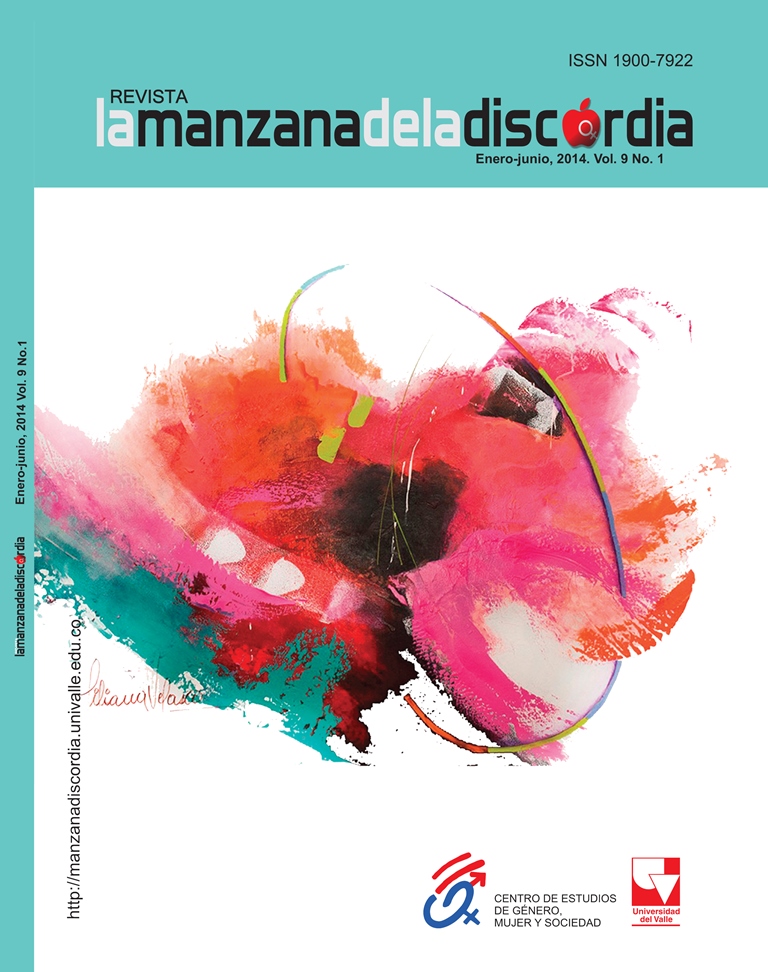 ISSN 1900-7922
REVISTA
lamanzanadeladiscordia
Enero-junio, 2014. Vol. 9 No. 1
lamanzanadeladiscordia Enero-junio, 2014 Vol. 9 No.1
http://manzanadiscordia.univalle.edu.co
CENTRO DE ESTUDIOS
DE GÉNERO,
MUJER Y SOCIEDAD
Universidad
del Valle